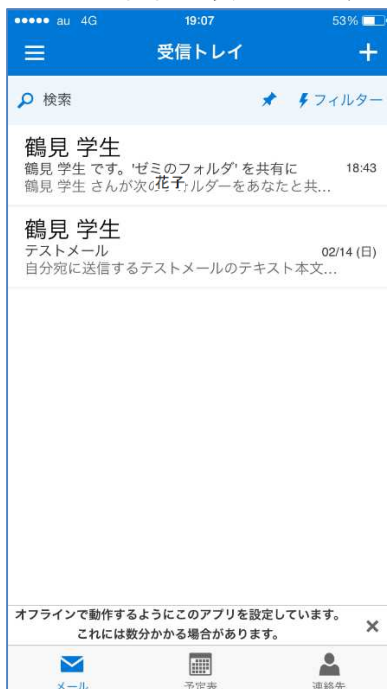 au 4G 19:07 53%
受信トレイ
検索 フィルター
鶴見 学生
鶴見 学生 です。'ゼミのフォルダ' を共有に 18:43
鶴見 学生 さんが次の花子ルダーをあなたと共...
鶴見 学生
テストメール 02/14 (日)
自分宛に送信するテストメールのテキスト本文...
オフラインで動作するようにこのアプリを設定しています。
これには数分かかる場合があります。
メール 予定表 連絡先